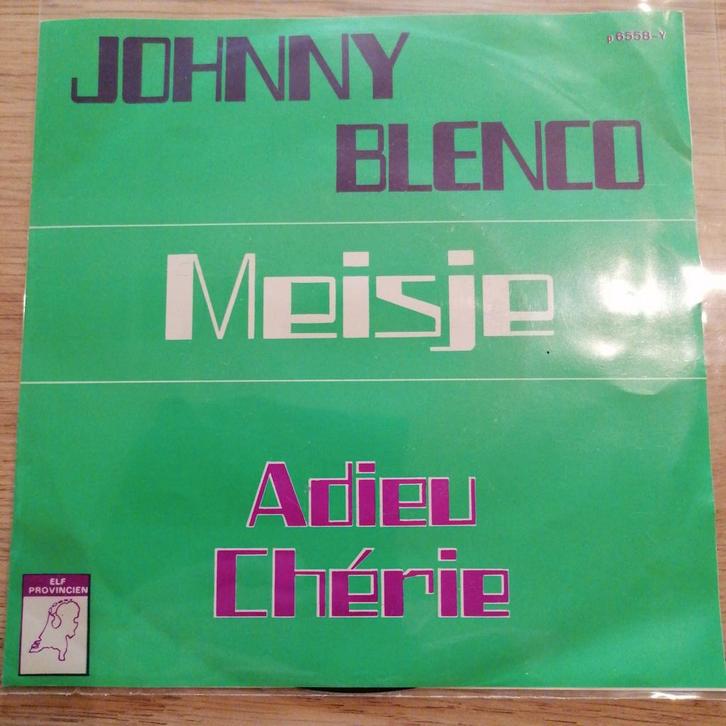 JOHNNY
p 6558-Y
BLENCO
Meisje
Adieu
Chérie
ELF
PROVINCIEN